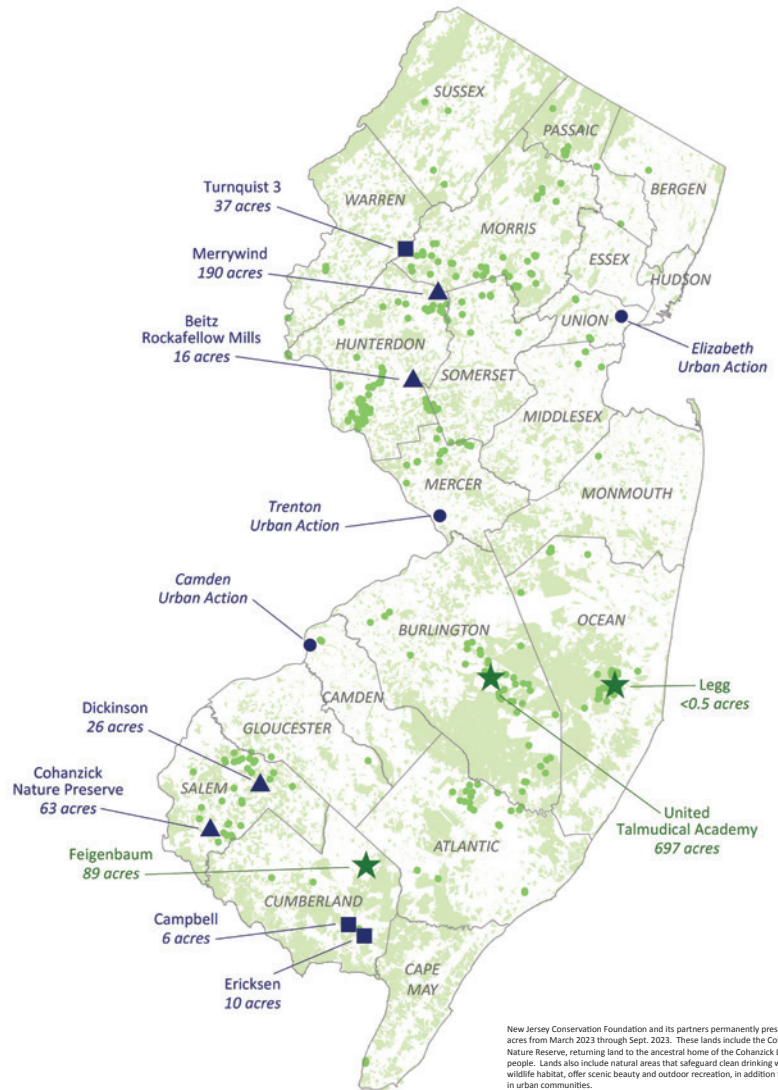 SUSSEX
PASSAIC
BERGEN
WARREN
MORRIS
ESSEX
HUDSON
UNION
HUNTERDON
SOMERSET
MIDDLESEX
MERCER
MONMOUTH
OCEAN
BURLINGTON
CAMDEN
GLOUCESTER
SALEM
ATLANTIC
CUMBERLAND
CAPE
MAY
Turnquist 3
37 acres
Merrywind
190 acres
Beitz
Rockafellow Mills
16 acres
Elizabeth
Urban Action
Trenton
Urban Action
Camden
Urban Action
Legg
<0.5 acres
Dickinson
26 acres
Cohanzick
Nature Preserve
63 acres
United
Talmudical Academy
697 acres
Feigenbaum
89 acres
Campbell
6 acres
Ericksen
10 acres
New Jersey Conservation Foundation and its partners permanently pres
acres from March 2023 through Sept. 2023. These lands include the Co
Nature Reserve, returning land to the ancestral home of the Cohanzick L
people. Lands also include natural areas that safeguard clean drinking w
wildlife habitat, offer scenic beauty and outdoor recreation, in addition
in urban communities.